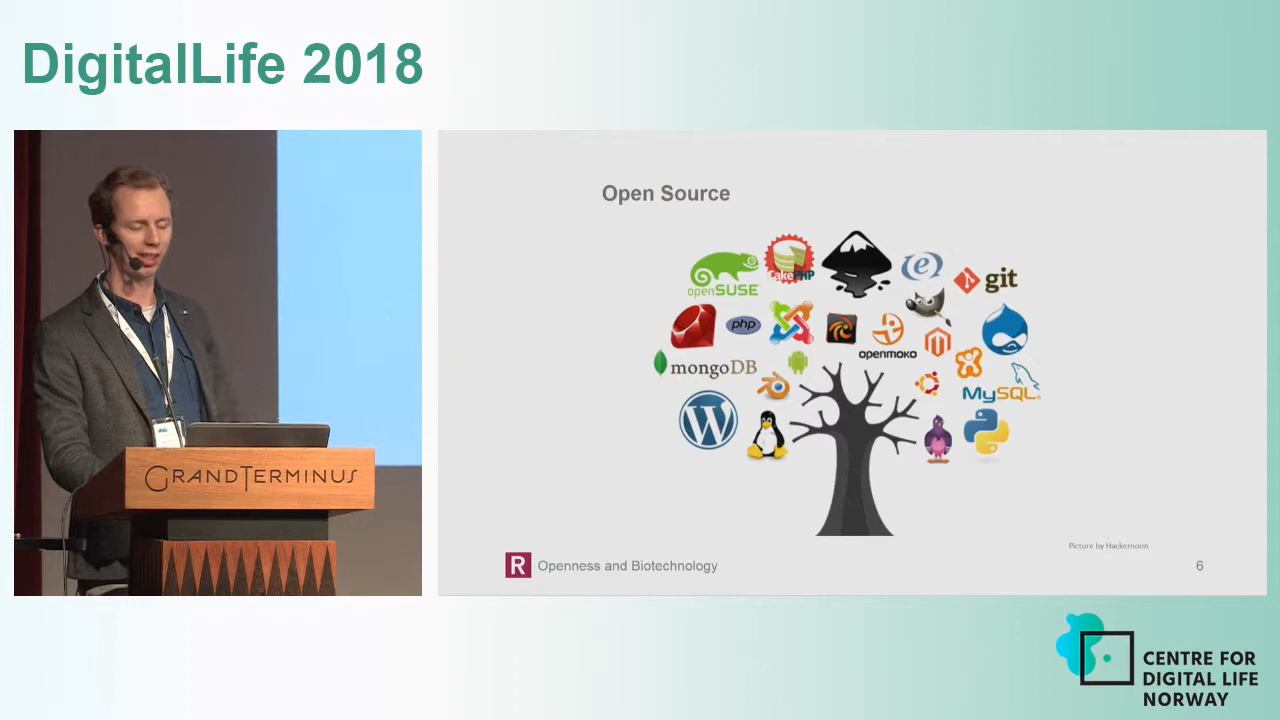 DigitalLife 2018
Open Source
openSUSE
CakePHP
e
git
php
openmoko
mongoDB
MySQL
W
GRANDTERMINUS
Picture by Hackernoon
R Openness and Biotechnology
6
CENTRE FOR
DIGITAL LIFE
NORWAY